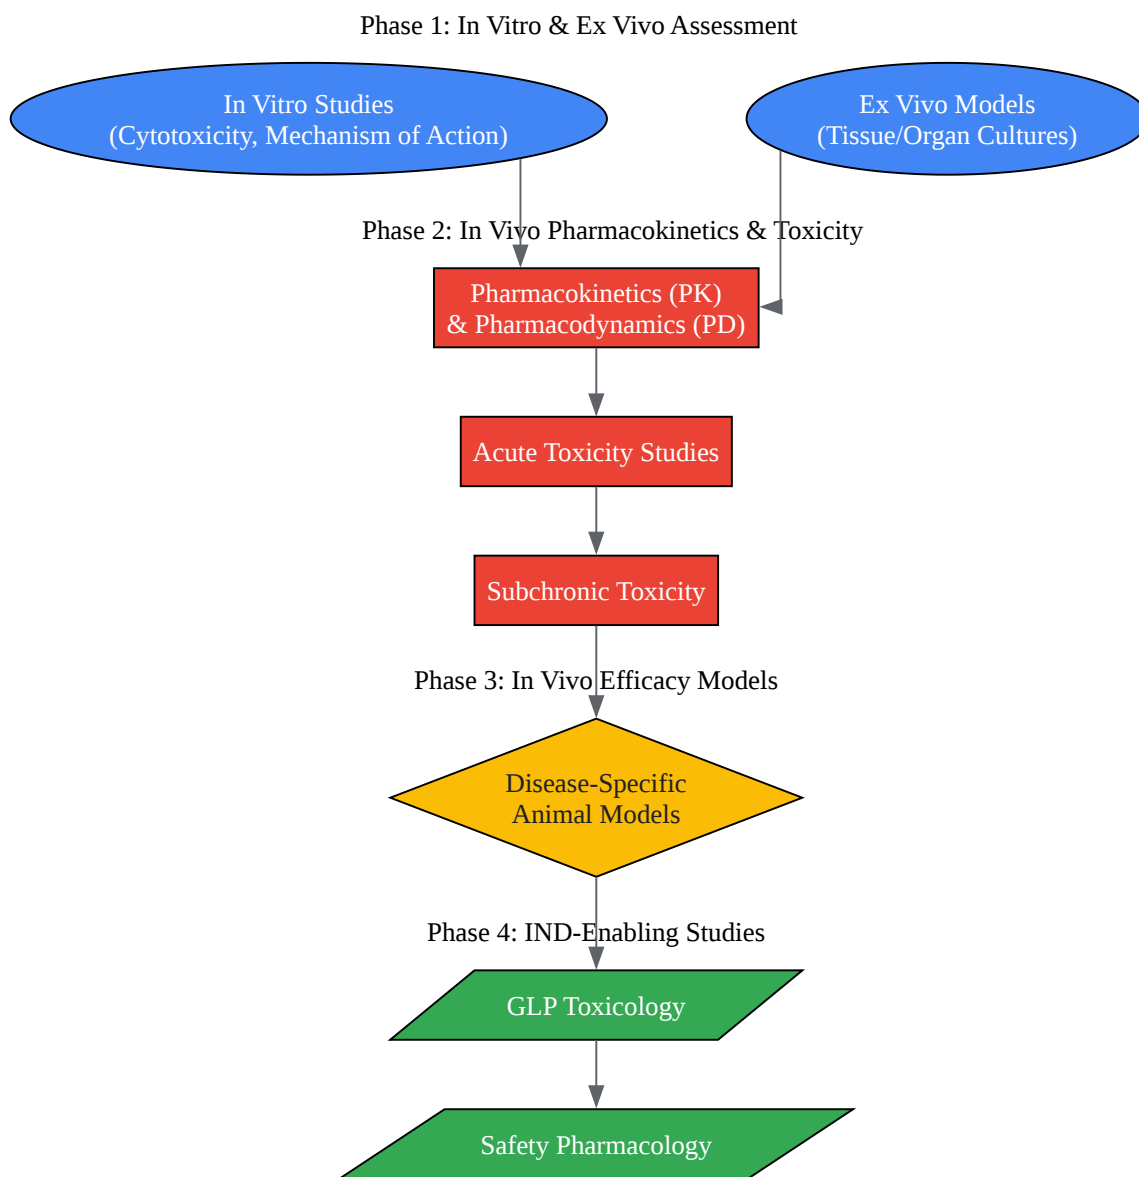 Phase 1: In Vitro & Ex Vivo Assessment
In Vitro Studies
(Cytotoxicity, Mechanism of Action)
Ex Vivo Models
(Tissue/Organ Cultures)
Phase 2: In Vivo Pharmacokinetics & Toxicity
Pharmacokinetics (PK)
& Pharmacodynamics (PD)
Acute Toxicity Studies
Subchronic Toxicity
Phase 3: In Vivo Efficacy Models
Disease-Specific
Animal Models
Phase 4: IND-Enabling Studies
GLP Toxicology
Safety Pharmacology